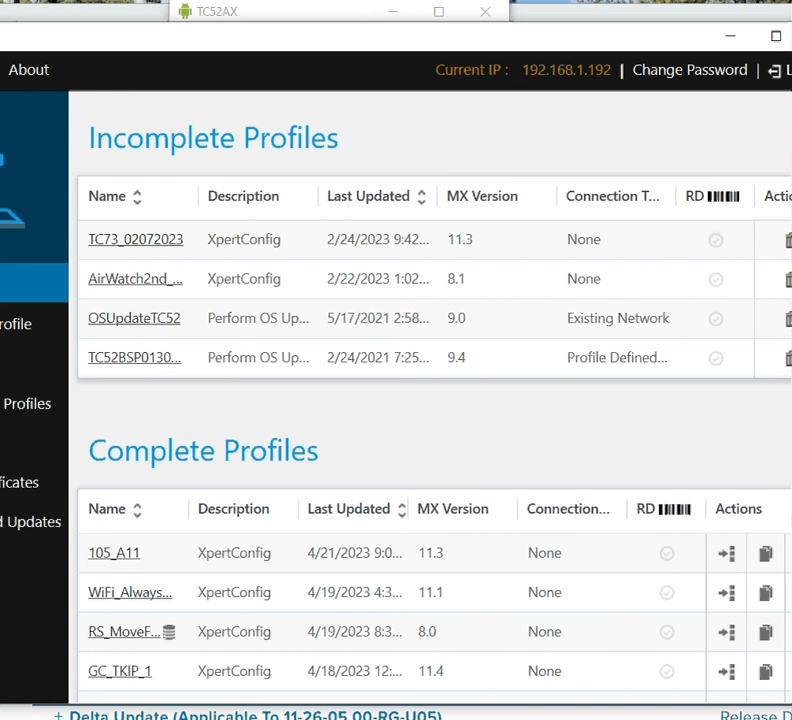 TC52AX
About Current IP : 192.168.1.192 | Change Password |
Incomplete Profiles
Name Description Last Updated MX Version Connection T... RD Actio
TC73_02072023 XpertConfig 2/24/2023 9:42... 11.3 None
AirWatch2nd_... XpertConfig 2/22/2023 1:02... 8.1 None
OSUpdateTC52 Perform OS Up... 5/17/2021 2:58... 9.0 Existing Network
rofile
TC52BSP0130... Perform OS Up... 2/24/2021 7:25... 9.4 Profile Defined...
Profiles
Complete Profiles
ficates
Name Description Last Updated MX Version Connection... RD Actions
d Updates
105_A11 XpertConfig 4/21/2023 9:0... 11.3 None
WiFi_Always... XpertConfig 4/19/2023 4:3... 11.1 None
RS_MoveF... XpertConfig 4/19/2023 8:3... 8.0 None
GC_TKIP_1 XpertConfig 4/18/2023 12:... 11.4 None
+ Delta Update (Applicable To 11-26-05.00-RG-U05) Release D